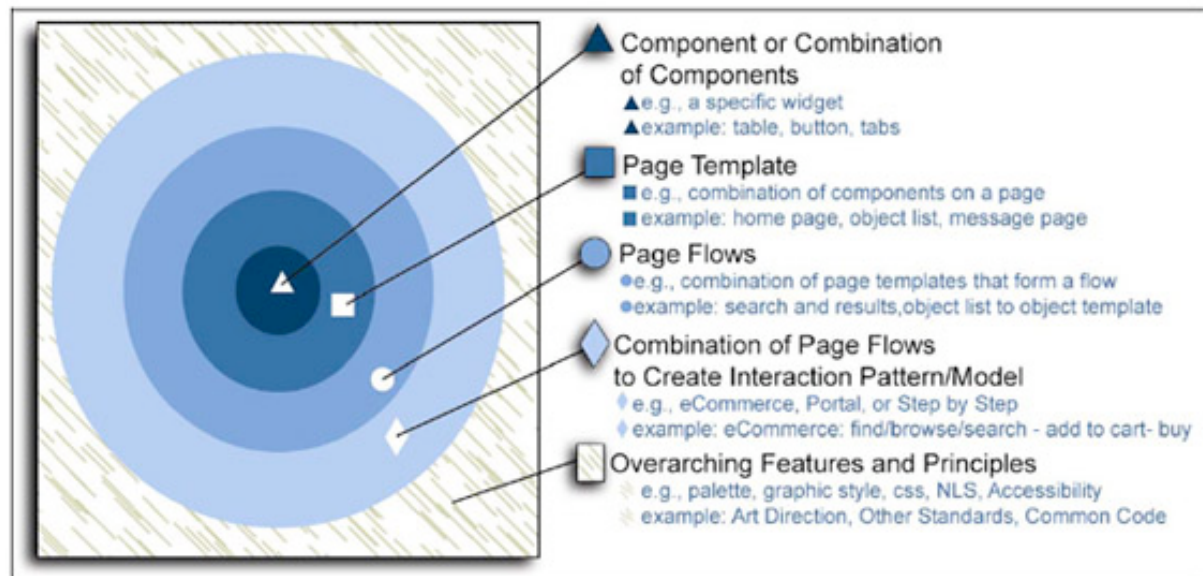 Component or Combination
of Components
e.g., a specific widget
example: table, button, tabs
Page Template
e.g., combination of components on a page
example: home page, object list, message page
Page Flows
e.g., combination of page templates that form a flow
example: search and results,object list to object template
Combination of Page Flows
to Create Interaction Pattern/Model
e.g., eCommerce, Portal, or Step by Step
example: eCommerce: find/browse/search - add to cart- buy
Overarching Features and Principles
e.g., palette, graphic style, css, NLS, Accessibility
example: Art Direction, Other Standards, Common Code